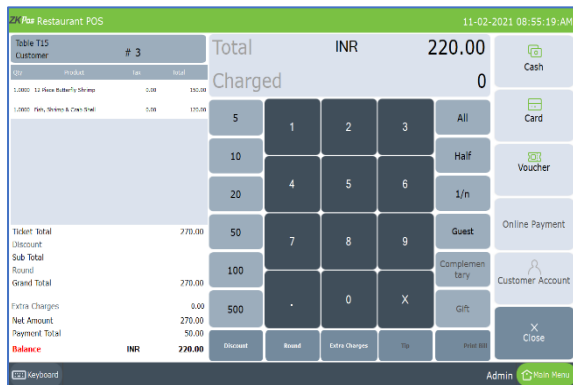 ZKPos Restaurant POS 11-02-2021 08:55:19:AM
Table T15
Customer # 3
Qty Product Tax Total
1.0000 12 Piece Butterfly Shrimp 0.00 150.00
1.0000 Fish, Shrimp & Crab Shell 0.00 120.00
Ticket Total 270.00
Discount
Sub Total
Round
Grand Total 270.00
Extra Charges 0.00
Net Amount 270.00
Payment Total 50.00
Balance INR 220.00
Total INR 220.00
Charged 0
5 1 2 3 All
10 Half
20 4 5 6 1/n
50 7 8 9 Guest
100 Complemen
tary
500 . 0 X Gift
Discount Round Extra Charges Tip Print Bill
Cash
Card
Voucher
Online Payment
Customer Account
X
Close
Keyboard Admin Main Menu